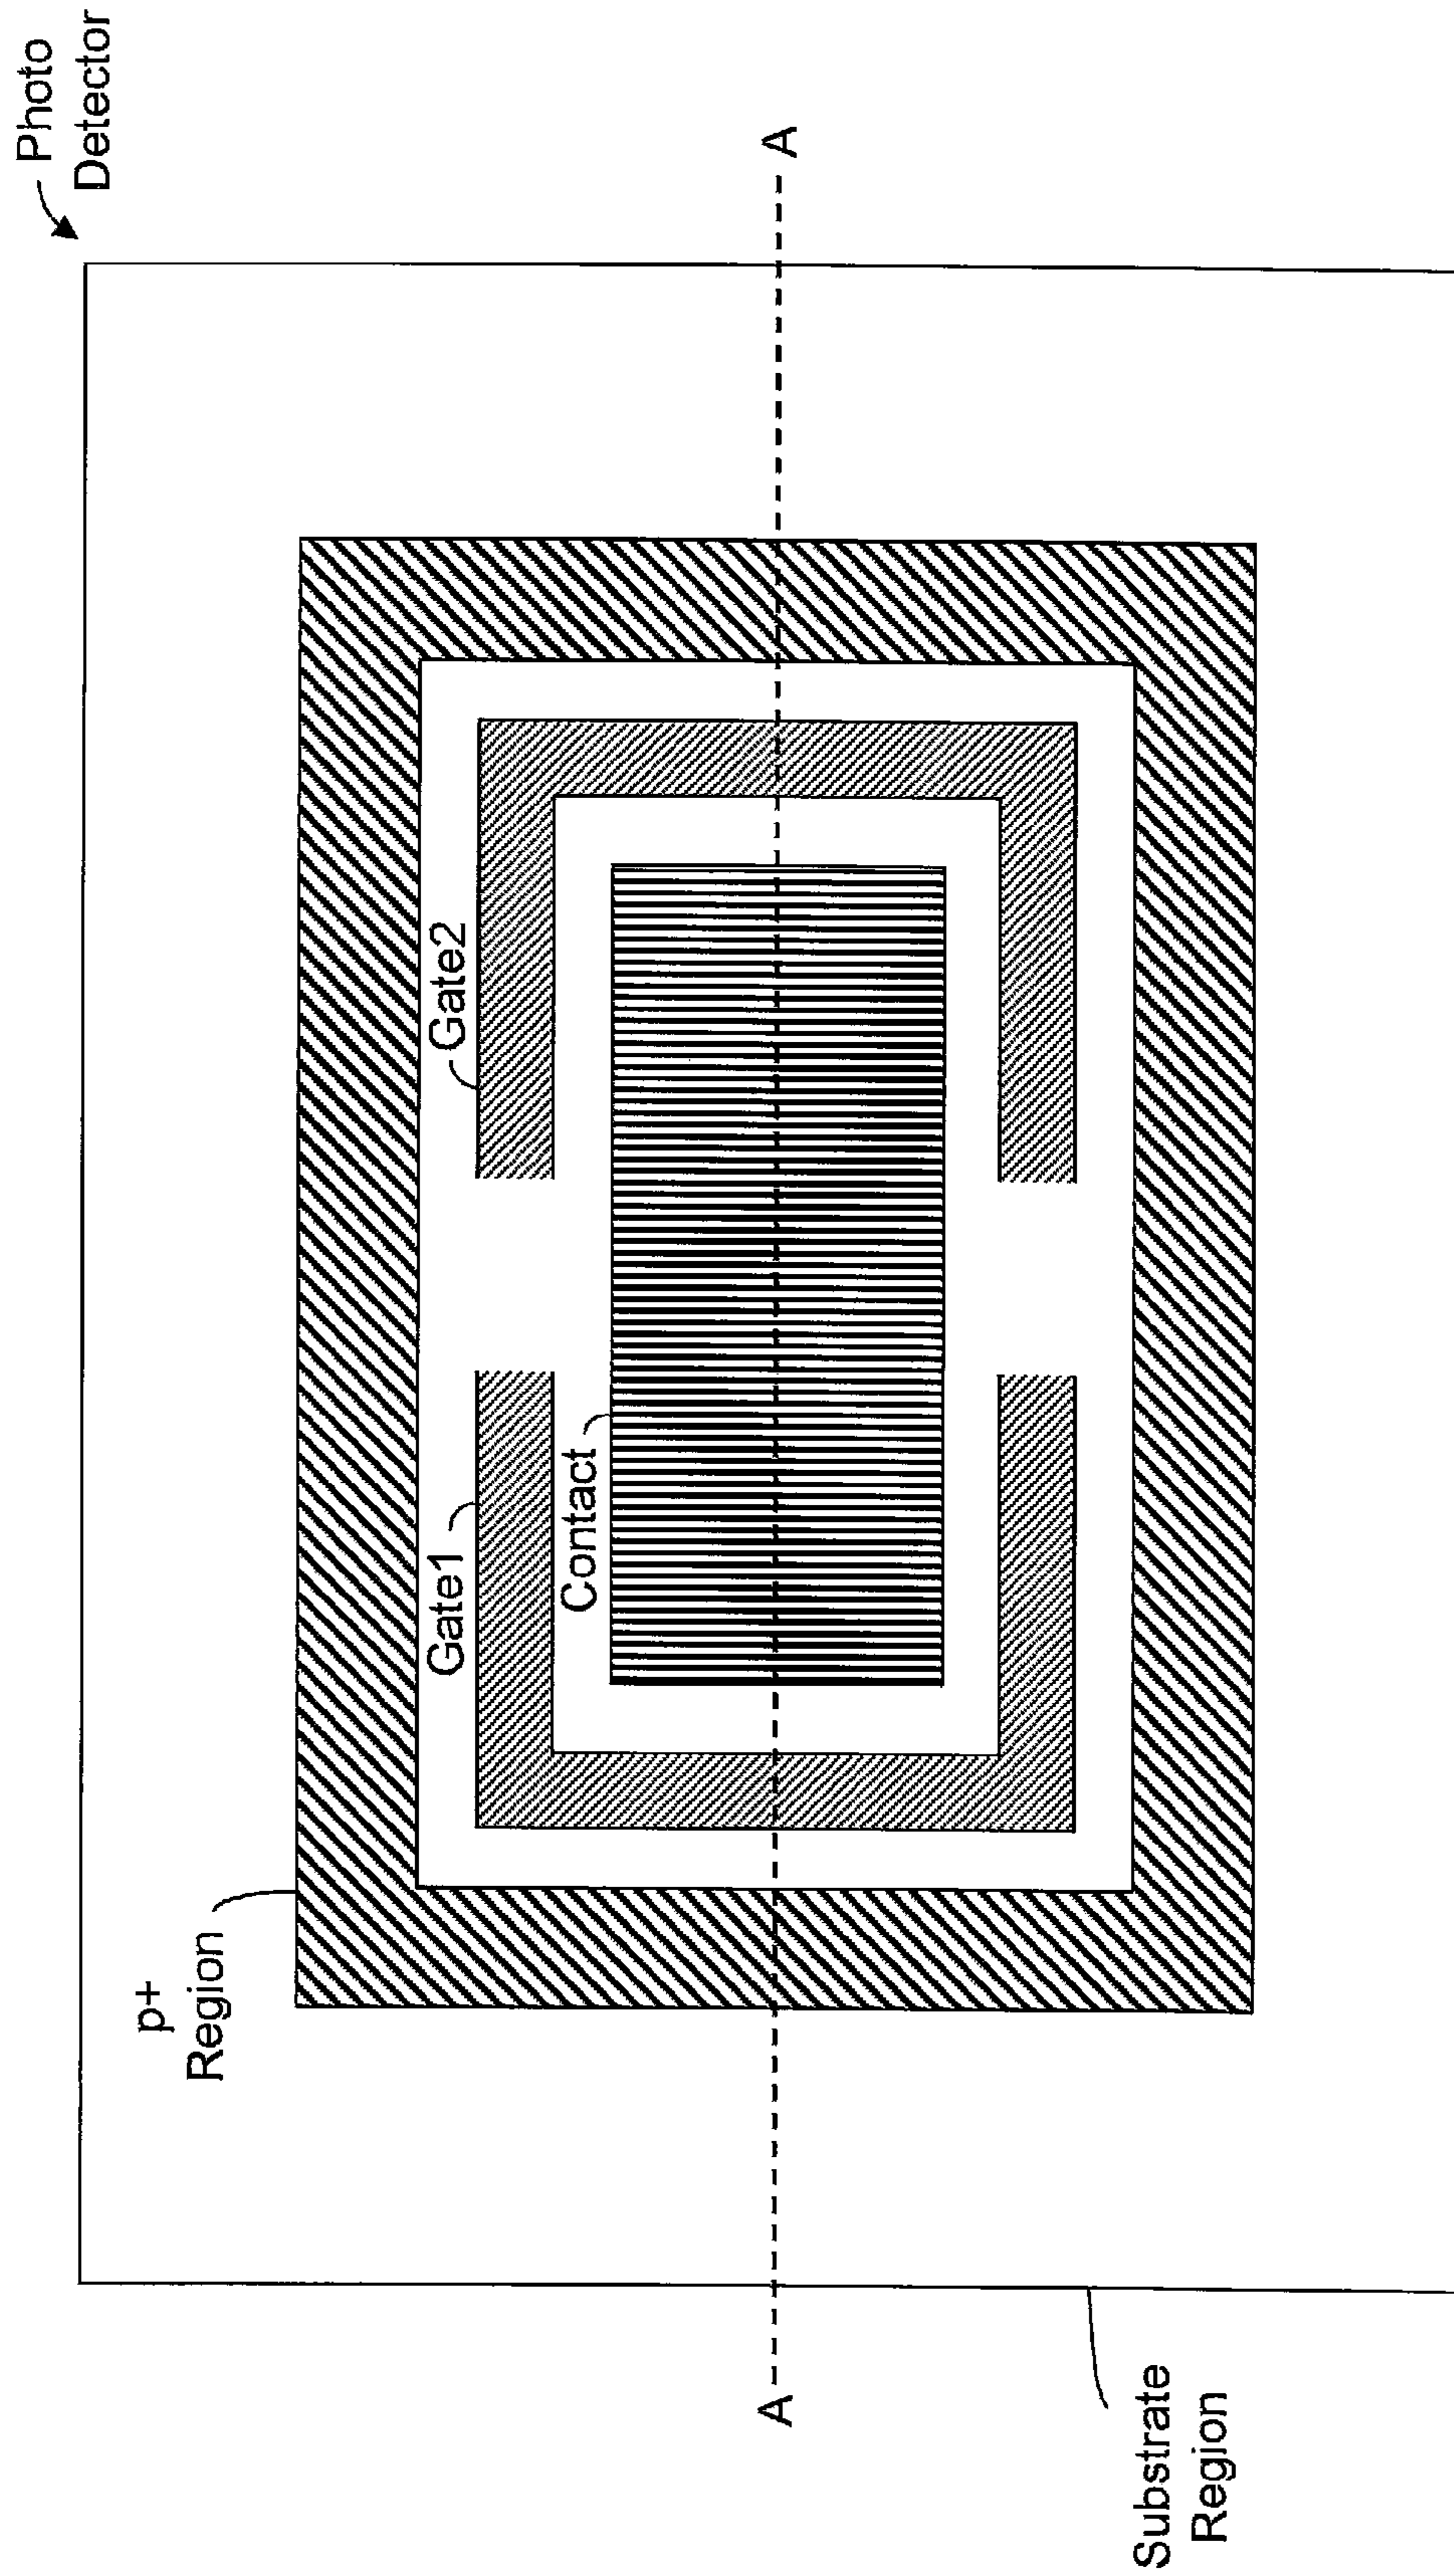 Photo
Detector
A
Gate2
Gate1
Contact
p+
Region
A
Substrate
Region